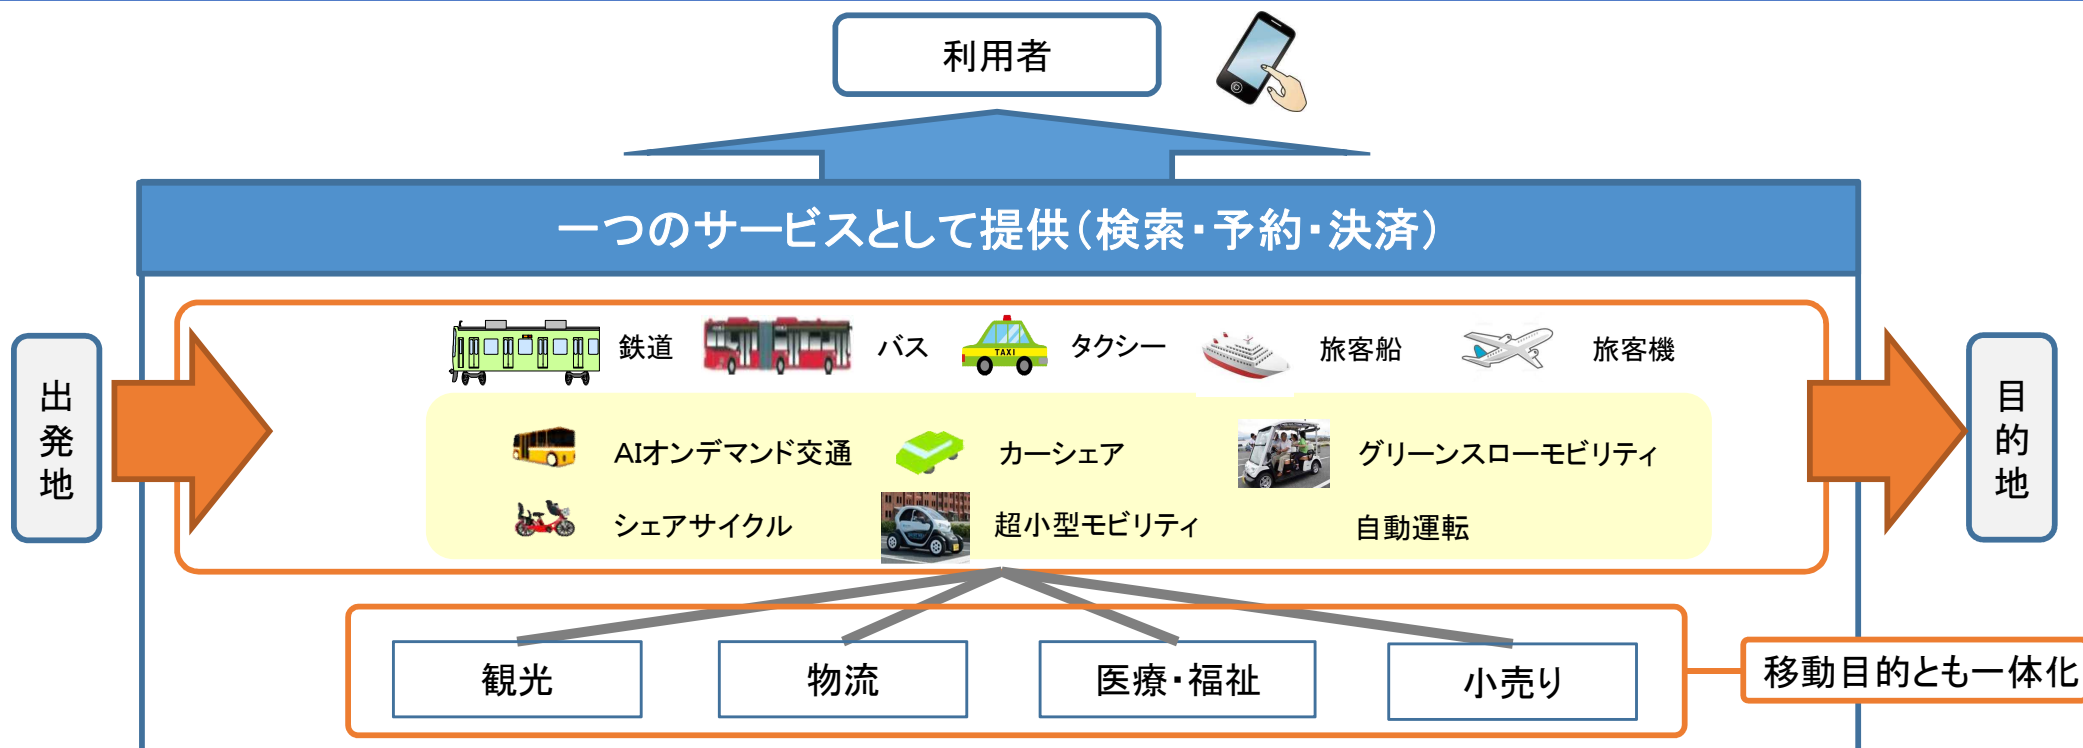 利用者
一つのサービスとして提供(検索・予約・決済)
鉄道
バス
TAXI
タクシー
旅客船
旅客機
出発地
目的地
AIオンデマンド交通
カーシェア
グリーンスローモビリティ
シェアサイクル
超小型モビリティ
自動運転
観光
物流
医療・福祉
小売り
移動目的とも一体化